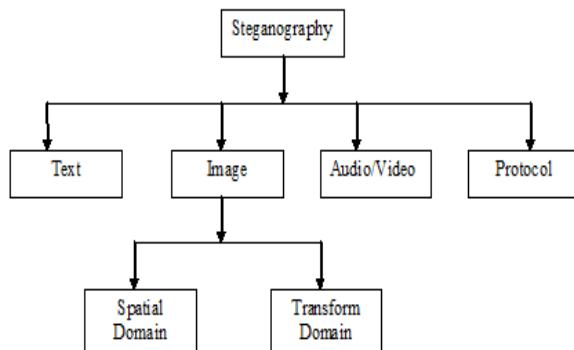 Steganography
Text
Image
Audio/Video
Protocol
Spatial
Domain
Transform
Domain